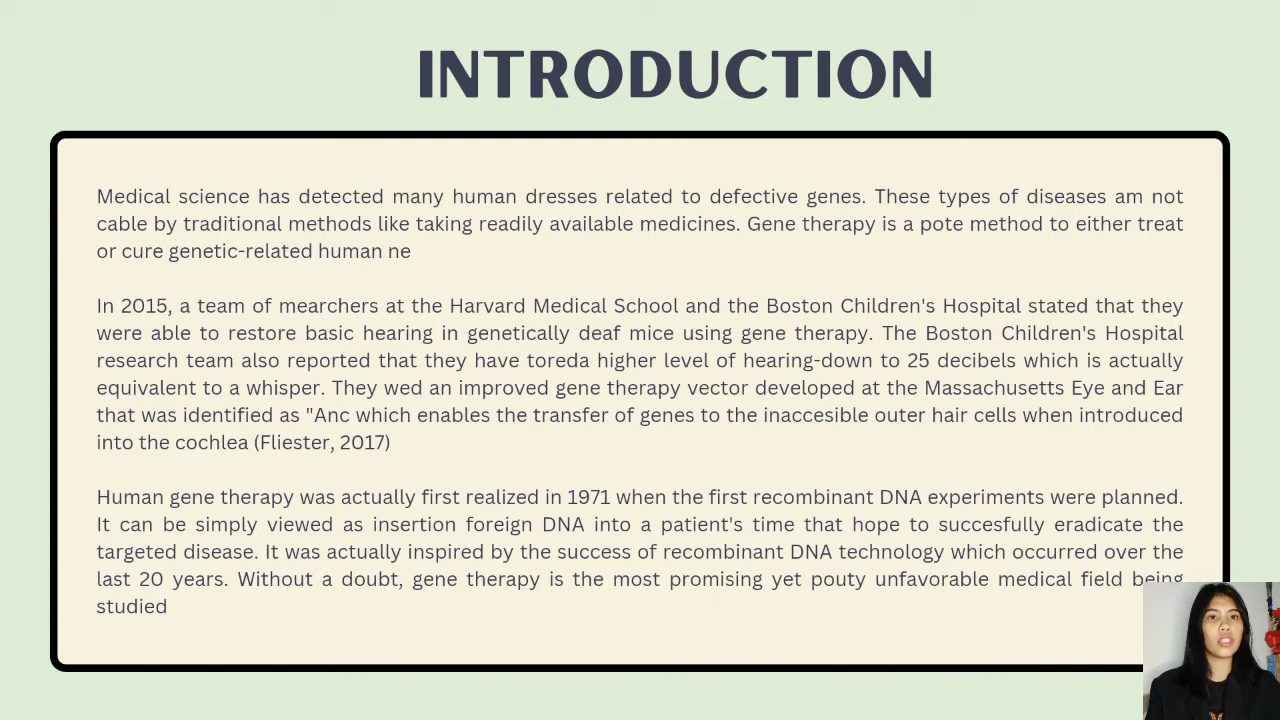 INTRODUCTION
Medical science has detected many human dresses related to defective genes. These types of diseases am not
cable by traditional methods like taking readily available medicines. Gene therapy is a pote method to either treat
or cure genetic-related human ne
In 2015, a team of mearchers at the Harvard Medical School and the Boston Children's Hospital stated that they
were able to restore basic hearing in genetically deaf mice using gene therapy. The Boston Children's Hospital
research team also reported that they have toreda higher level of hearing-down to 25 decibels which is actually
equivalent to a whisper. They wed an improved gene therapy vector developed at the Massachusetts Eye and Ear
that was identified as "Anc which enables the transfer of genes to the inaccesible outer hair cells when introduced
into the cochlea (Fliester, 2017)
Human gene therapy was actually first realized in 1971 when the first recombinant DNA experiments were planned.
It can be simply viewed as insertion foreign DNA into a patient's time that hope to succesfully eradicate the
targeted disease. It was actually inspired by the success of recombinant DNA technology which occurred over the
last 20 years. Without a doubt, gene therapy is the most promising yet pouty unfavorable medical field being
studied